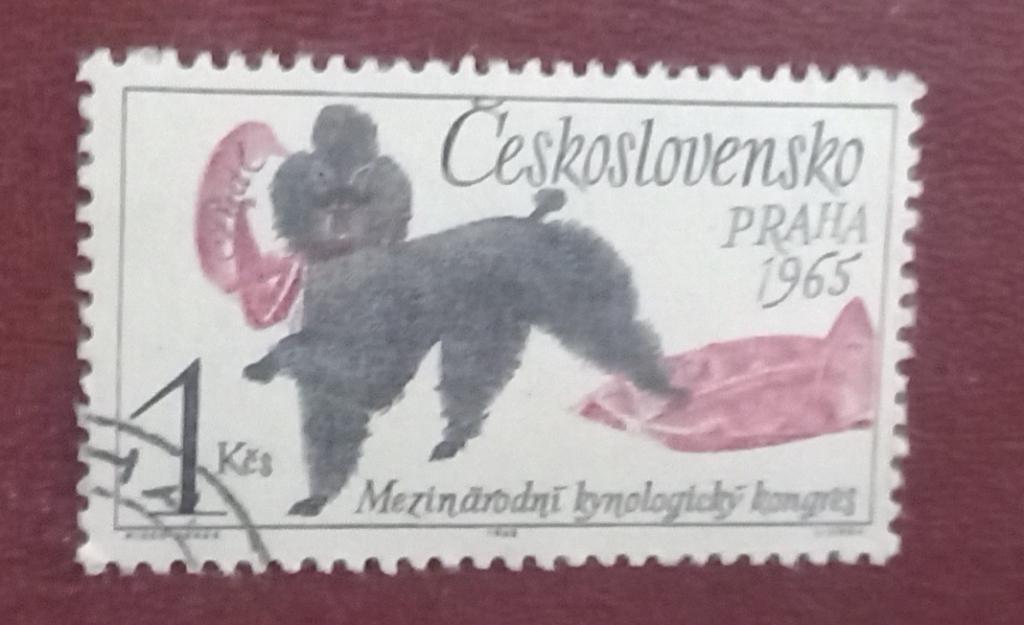 Československo
PRAHA
1965
1 Kčs
Mezinárodní kynologický kongres